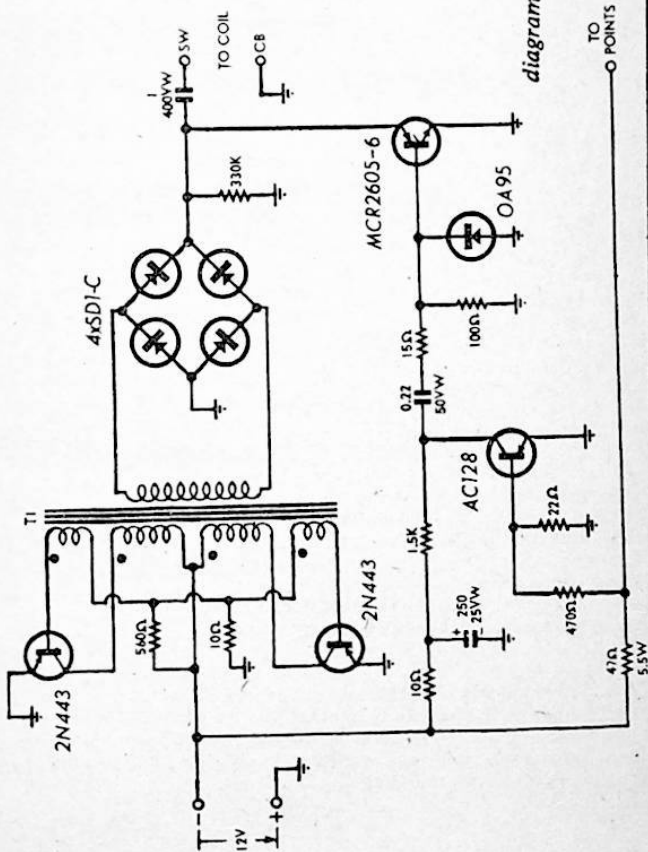 diagram
T1
4xSD1-C
1
400VW
SW
TO COIL
CB
330K
2N443
560Ω
10Ω
2N443
-
12V
+
MCR2605-6
OA95
15Ω
100Ω
0.22
50VW
AC128
1.5K
22Ω
470Ω
10Ω
+ 250
- 25VW
47Ω
5.5W
TO
POINTS